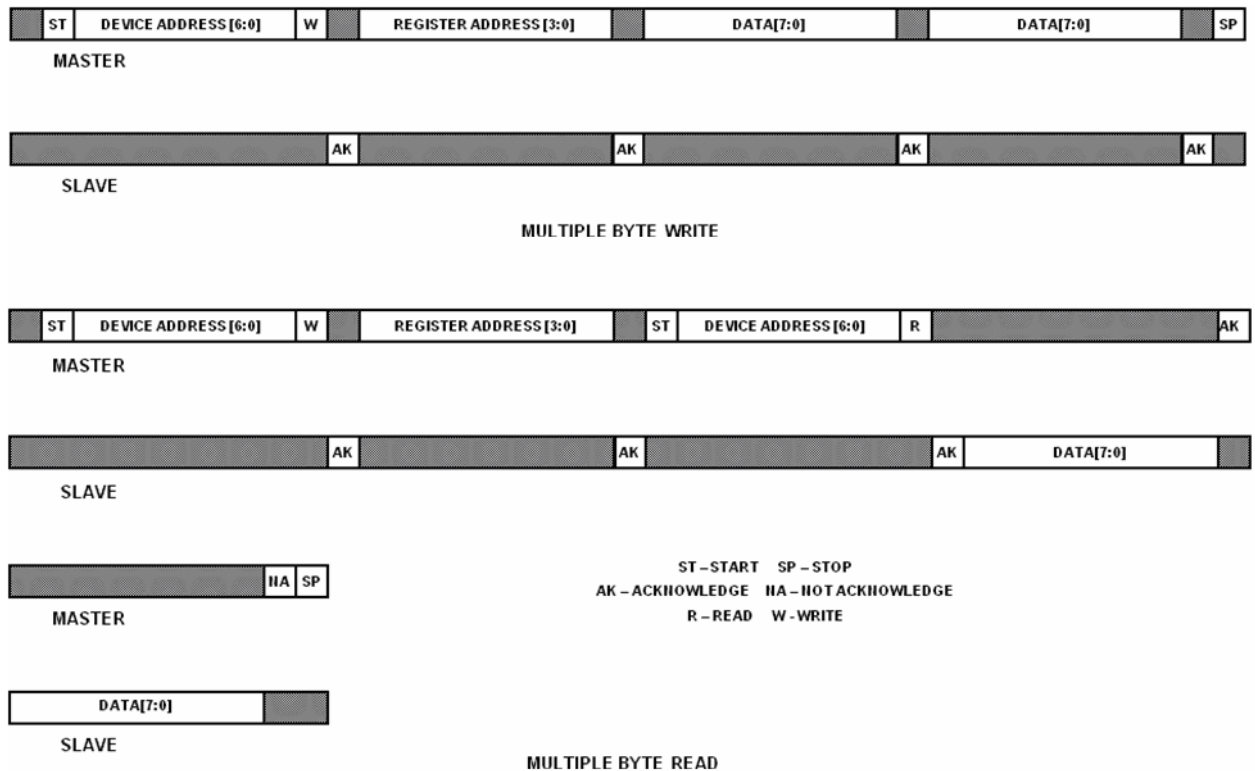 ST DEVICE ADDRESS [6:0] W REGISTER ADDRESS [3:0] DATA[7:0] DATA[7:0] SP
MASTER
AK AK AK AK
SLAVE
MULTIPLE BYTE WRITE
ST DEVICE ADDRESS [6:0] W REGISTER ADDRESS [3:0] ST DEVICE ADDRESS [6:0] R AK
MASTER
AK AK AK DATA[7:0]
SLAVE
NA SP
MASTER
ST – START SP – STOP
AK – ACKNOWLEDGE NA – NOT ACKNOWLEDGE
R – READ W - WRITE
DATA[7:0]
SLAVE
MULTIPLE BYTE READ